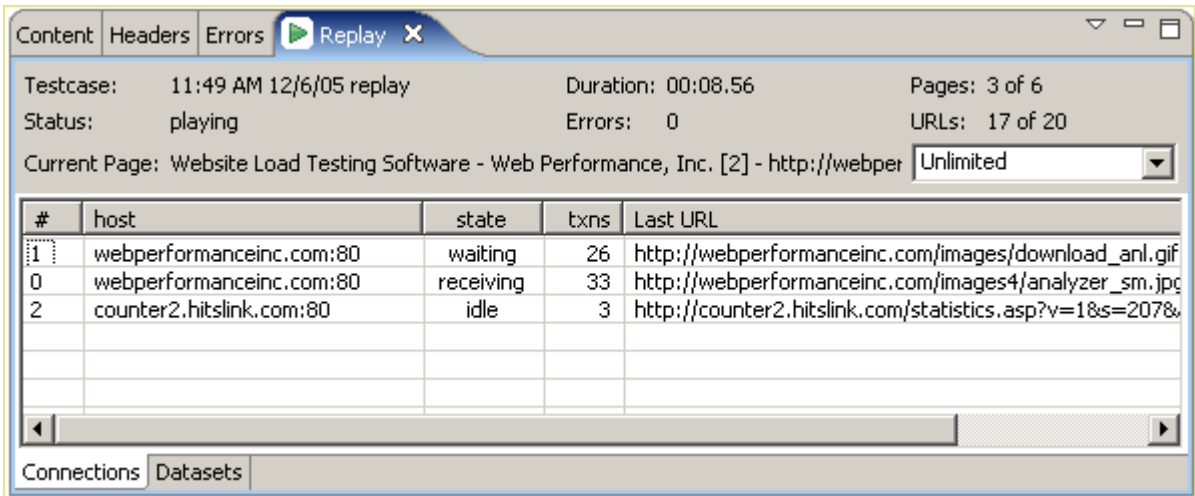 Content Headers Errors Replay
Testcase: 11:49 AM 12/6/05 replay Duration: 00:08.56 Pages: 3 of 6
Status: playing Errors: 0 URLs: 17 of 20
Current Page: Website Load Testing Software - Web Performance, Inc. [2] - http://webper Unlimited
# host state txns Last URL
1 webperformanceinc.com:80 waiting 26 http://webperformanceinc.com/images/download_anl.gif
0 webperformanceinc.com:80 receiving 33 http://webperformanceinc.com/images4/analyzer_sm.jpg
2 counter2.hitslink.com:80 idle 3 http://counter2.hitslink.com/statistics.asp?v=1&s=207&
Connections Datasets